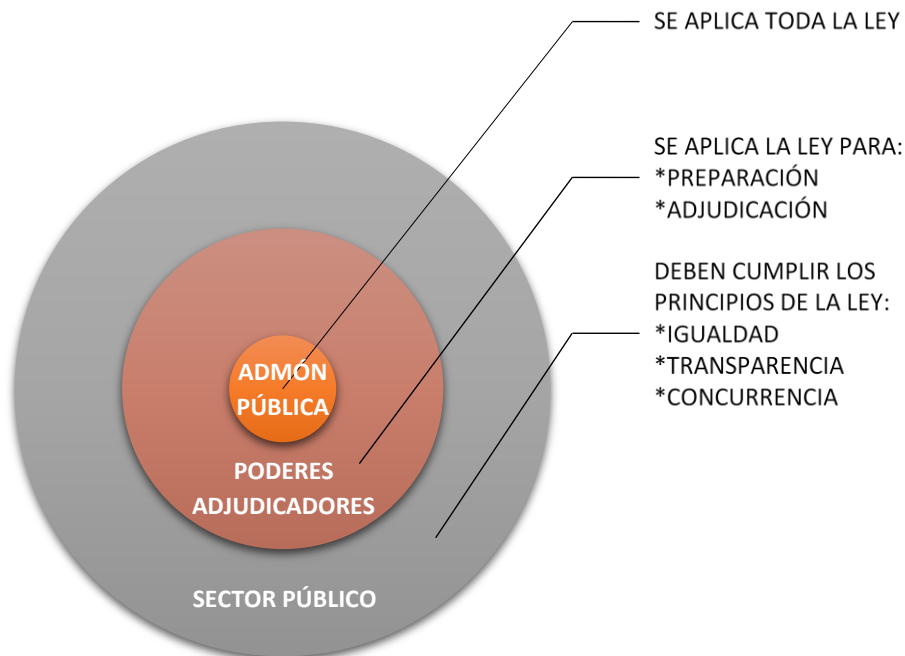 SE APLICA TODA LA LEY
SE APLICA LA LEY PARA:
*PREPARACIÓN
*ADJUDICACIÓN
DEBEN CUMPLIR LOS
PRINCIPIOS DE LA LEY:
*IGUALDAD
*TRANSPARENCIA
*CONCURRENCIA
ADMÓN
PÚBLICA
PODERES
ADJUDICADORES
SECTOR PÚBLICO